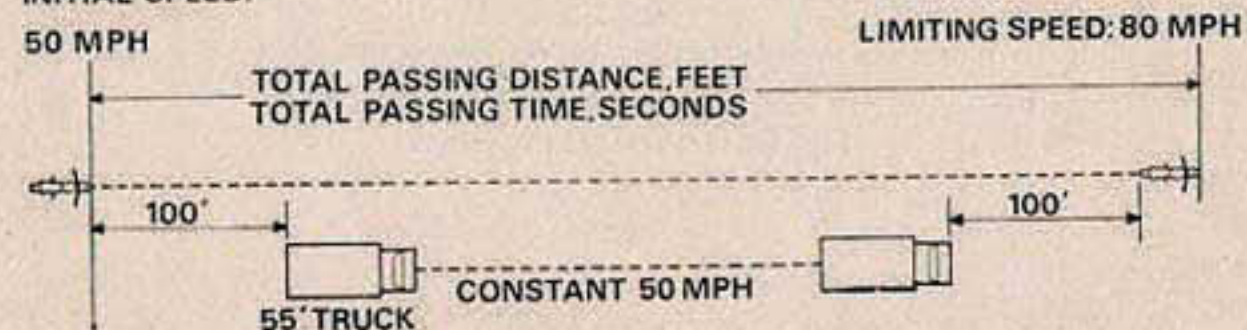 50 MPH
LIMITING SPEED: 80 MPH
TOTAL PASSING DISTANCE, FEET
TOTAL PASSING TIME, SECONDS
100'
100'
CONSTANT 50 MPH
55' TRUCK